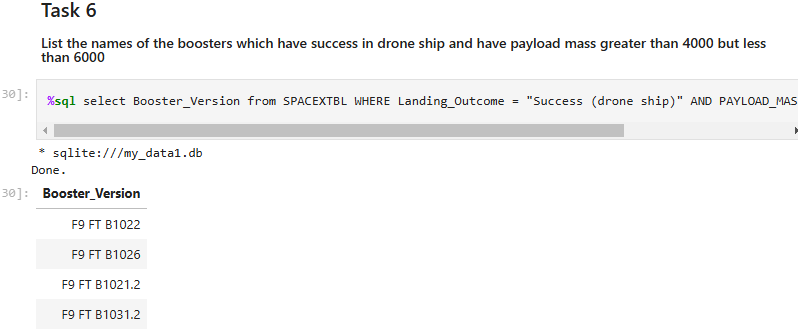 Task 6
List the names of the boosters which have success in drone ship and have payload mass greater than 4000 but less
than 6000
30]:
%sql select Booster_Version from SPACEXTBL WHERE Landing_Outcome = "Success (drone ship)" AND PAYLOAD_MAS
* sqlite:///my_data1.db
Done.
30]:
Booster_Version
F9 FT B1022
F9 FT B1026
F9 FT B1021.2
F9 FT B1031.2